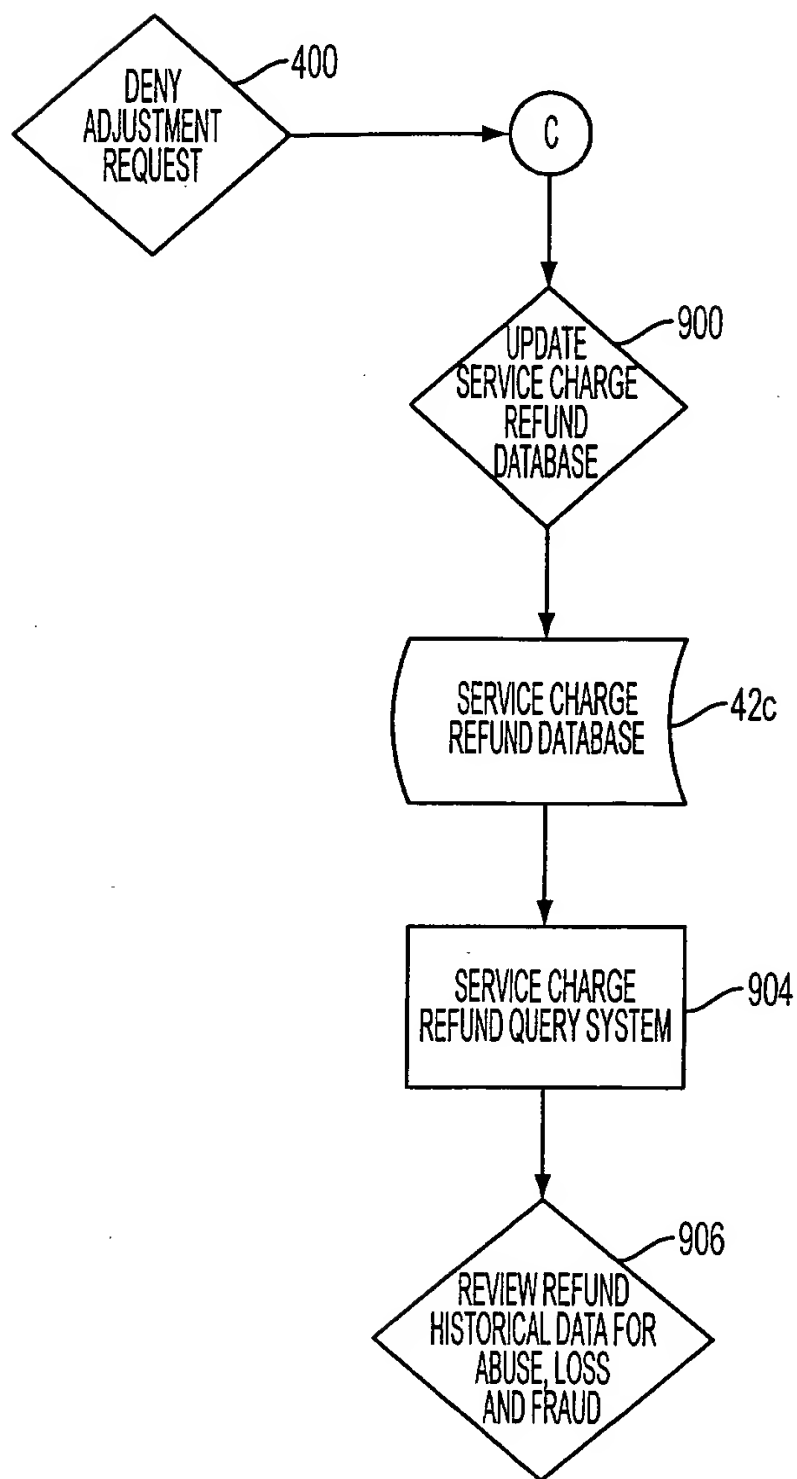 400
DENY
ADJUSTMENT
REQUEST
C
900
UPDATE
SERVICE CHARGE
REFUND
DATABASE
SERVICE CHARGE
REFUND DATABASE
42c
SERVICE CHARGE
REFUND QUERY SYSTEM
904
906
REVIEW REFUND
HISTORICAL DATA FOR
ABUSE, LOSS
AND FRAUD